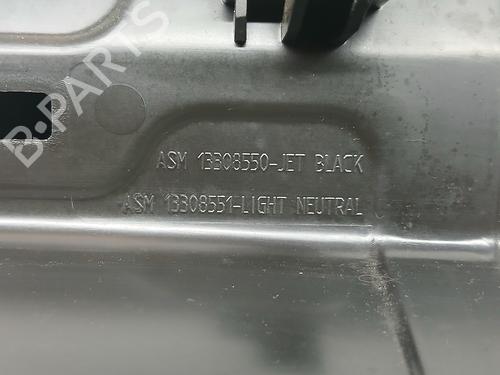 B-PARTS
ASM 13308550-JET BLACK
ASM 13308551-LIGHT NEUTRAL